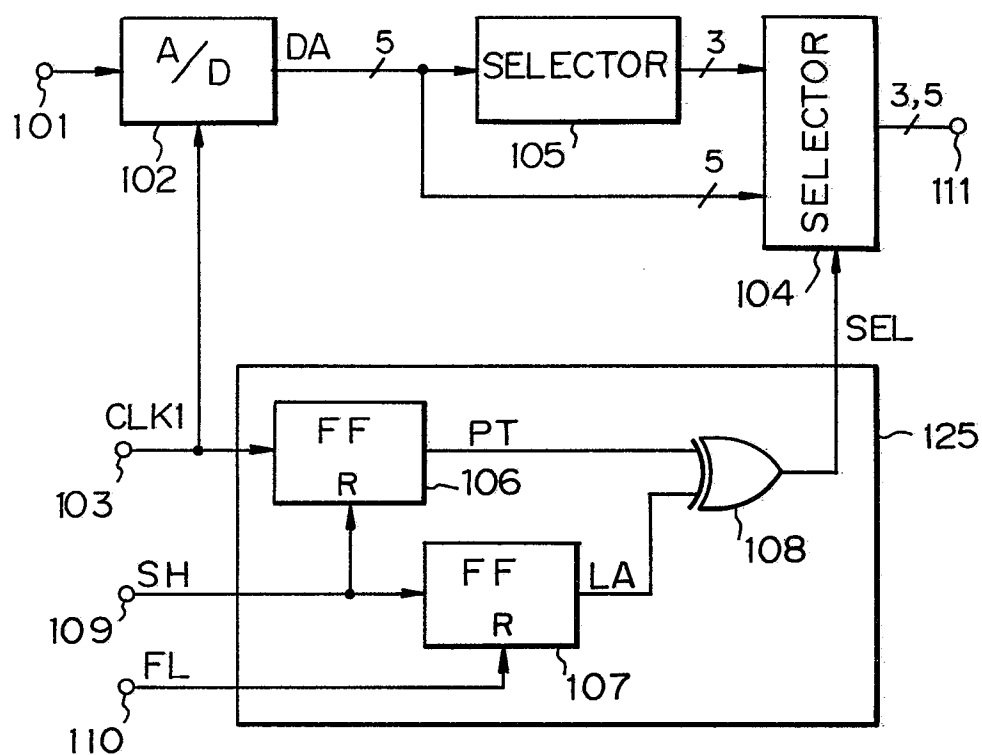 A/D
DA
5
SELECTOR
3
SELECTOR
3,5
101
102
105
5
111
104
SEL
CLK1
FF
R
PT
125
103
106
108
SH
FF
R
LA
109
FL
107
110